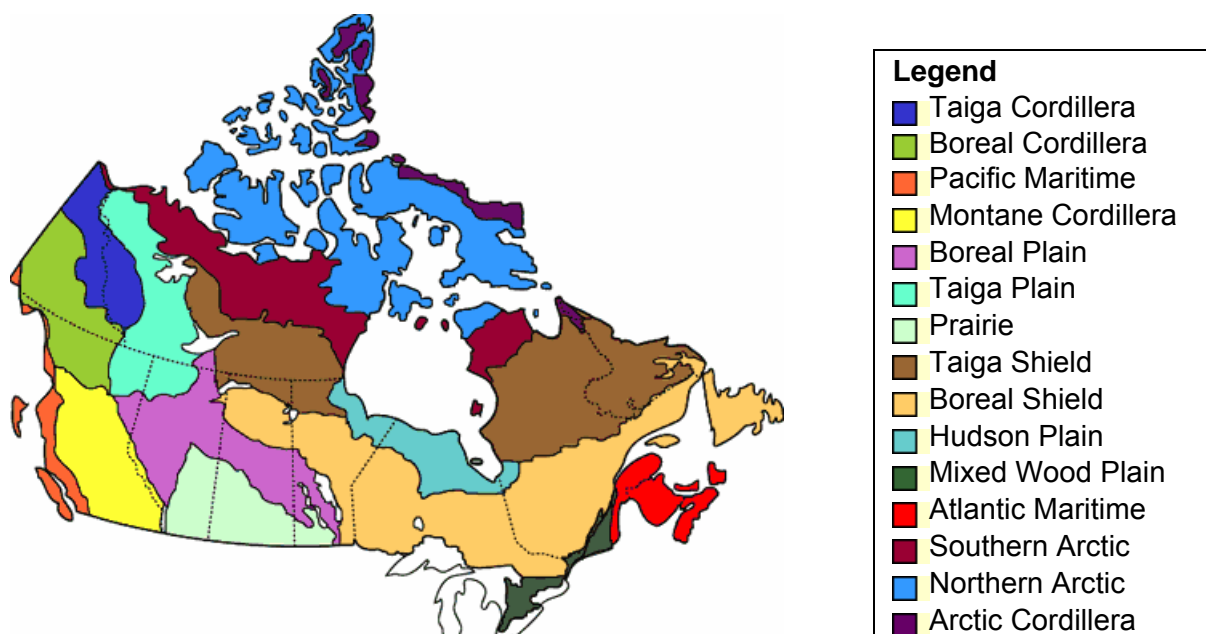 Legend
Taiga Cordillera
Boreal Cordillera
Pacific Maritime
Montane Cordillera
Boreal Plain
Taiga Plain
Prairie
Taiga Shield
Boreal Shield
Hudson Plain
Mixed Wood Plain
Atlantic Maritime
Southern Arctic
Northern Arctic
Arctic Cordillera